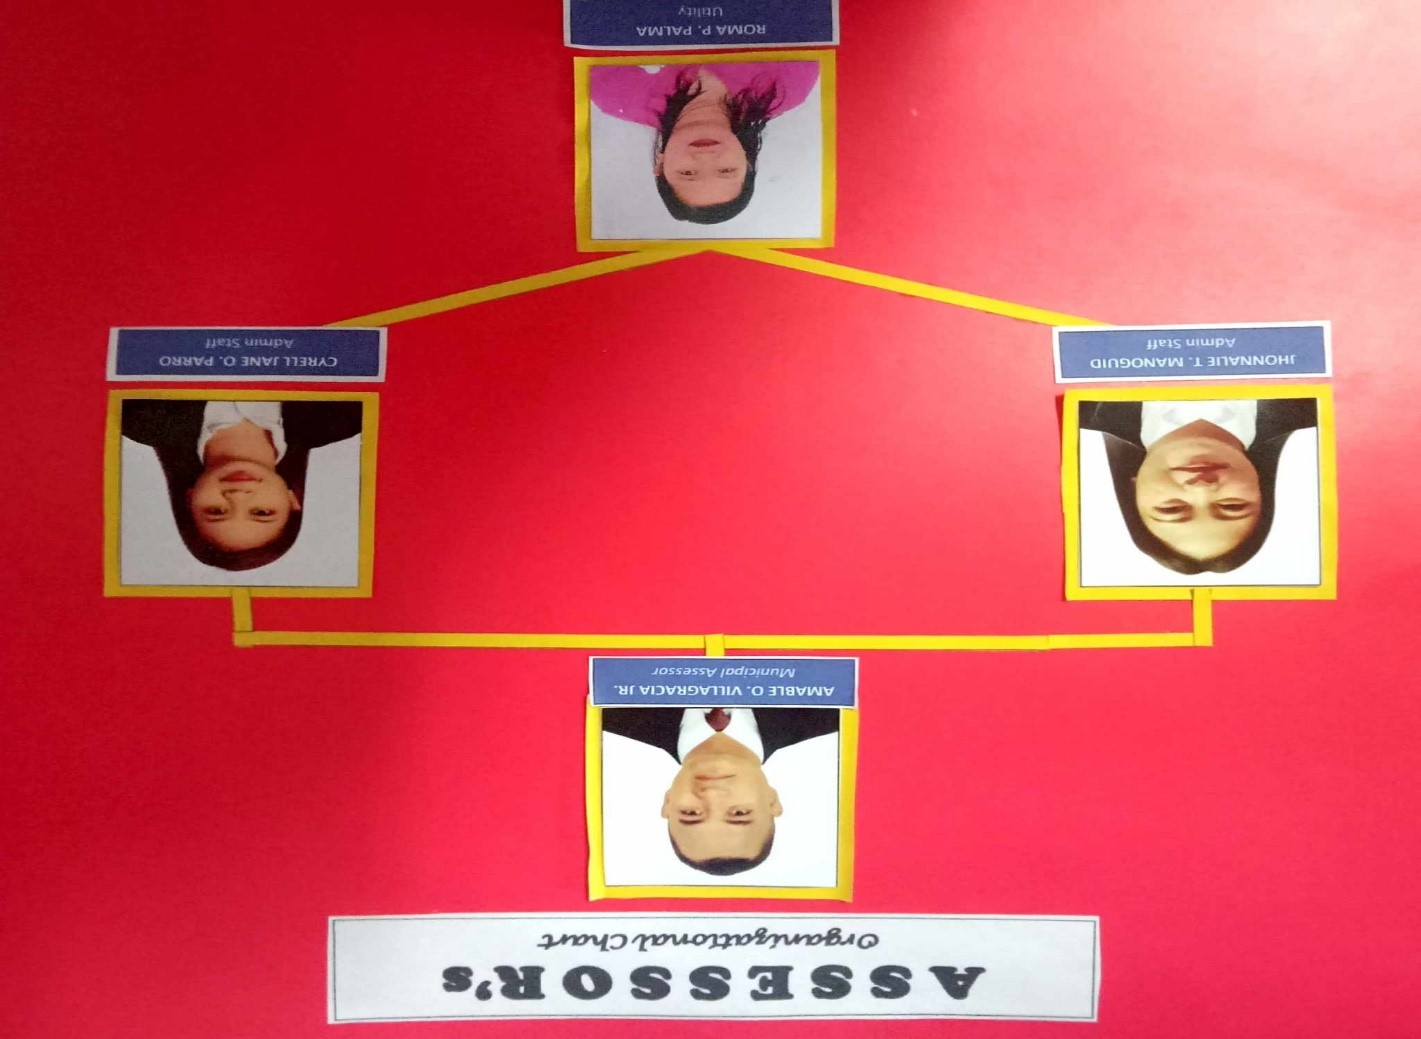 ASSESSOR's
Organizational Chart
AMABLE O. VILLAGRACIA JR.
Municipal Assessor
JHONNALIE T. MANOGUID
Admin Staff
CYRELL JANE O. PARRO
Admin Staff
ROMA P. PALMA
Utility